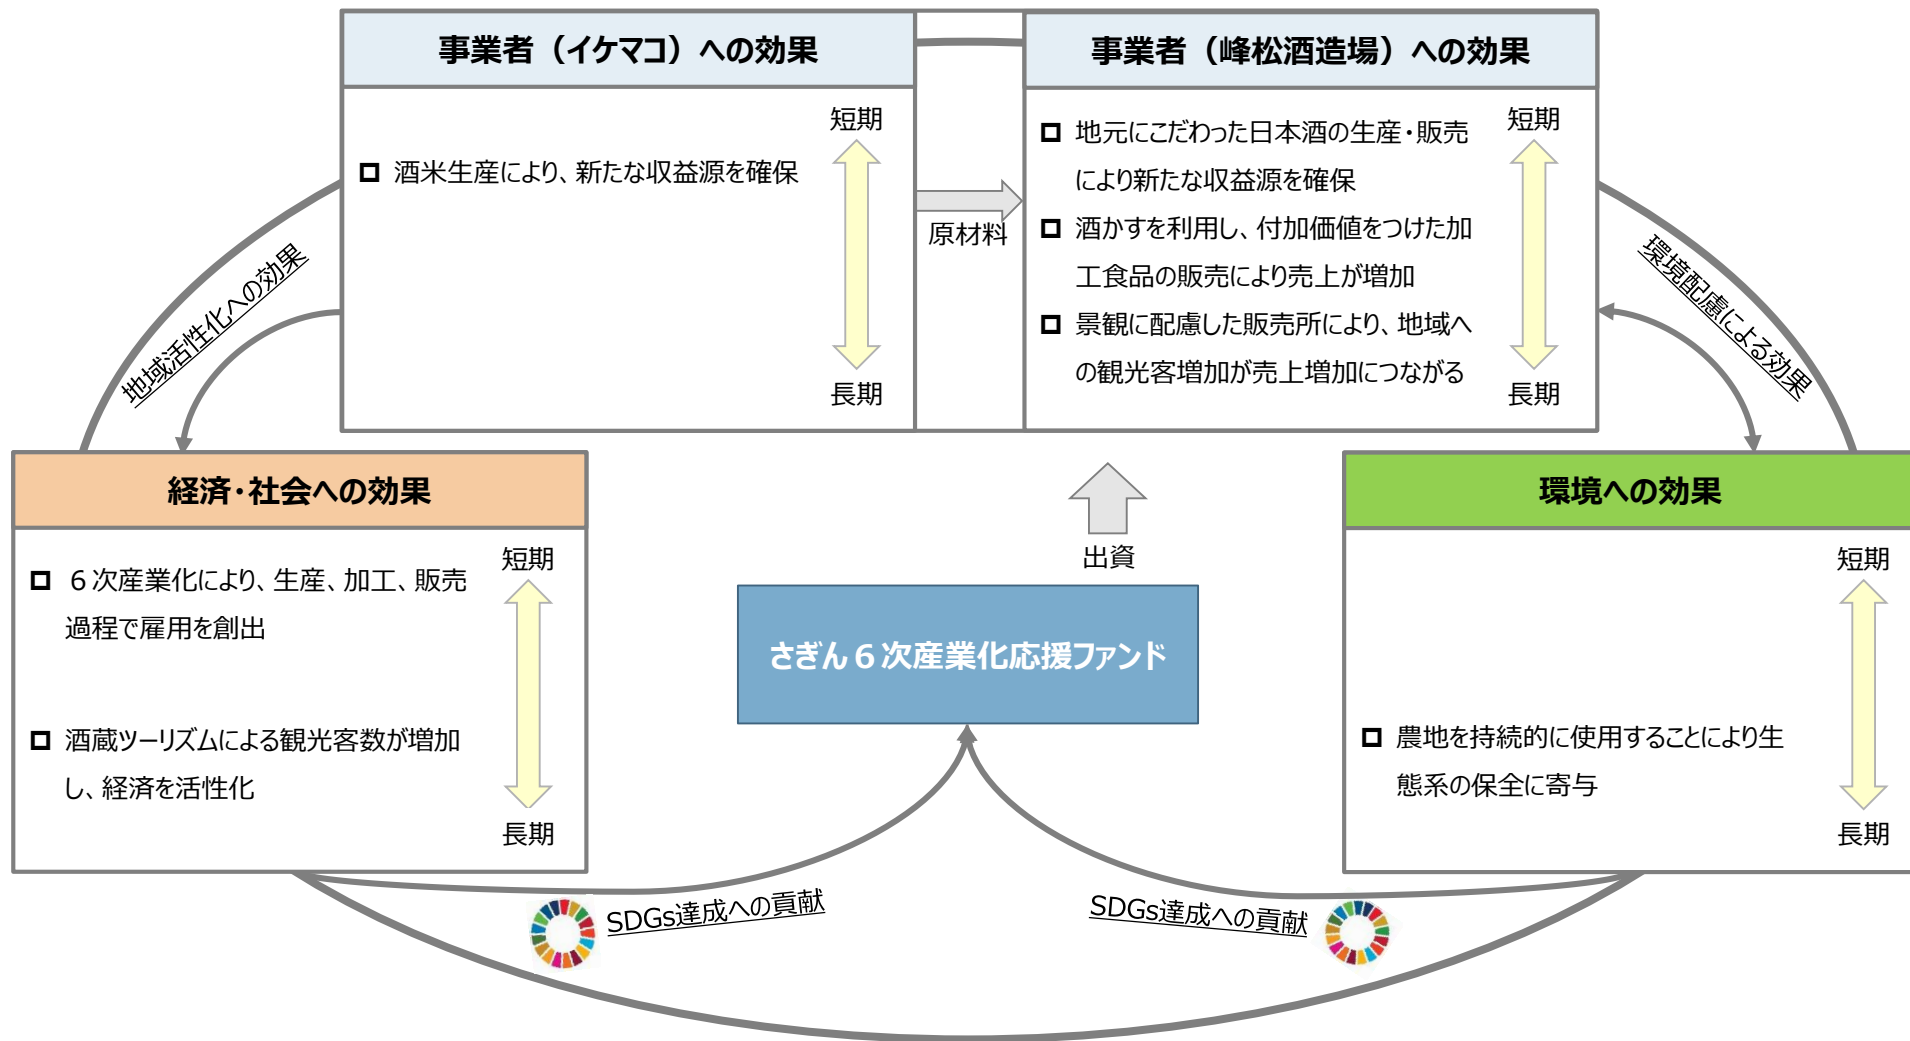 事業者（イケマコ）への効果
短期
酒米生産により、新たな収益源を確保
長期
原材料
事業者（峰松酒造場）への効果
短期
地元にこだわった日本酒の生産・販売
により新たな収益源を確保
酒かすを利用し、付加価値をつけた加
工食品の販売により売上が増加
景観に配慮した販売所により、地域へ
の観光客増加が売上増加につながる
長期
地域活性化への効果
環境配慮による効果
経済・社会への効果
短期
６次産業化により、生産、加工、販売
過程で雇用を創出
酒蔵ツーリズムによる観光客数が増加
し、経済を活性化
長期
出資
さぎん６次産業化応援ファンド
環境への効果
短期
農地を持続的に使用することにより生
態系の保全に寄与
長期
SDGs達成への貢献
SDGs達成への貢献